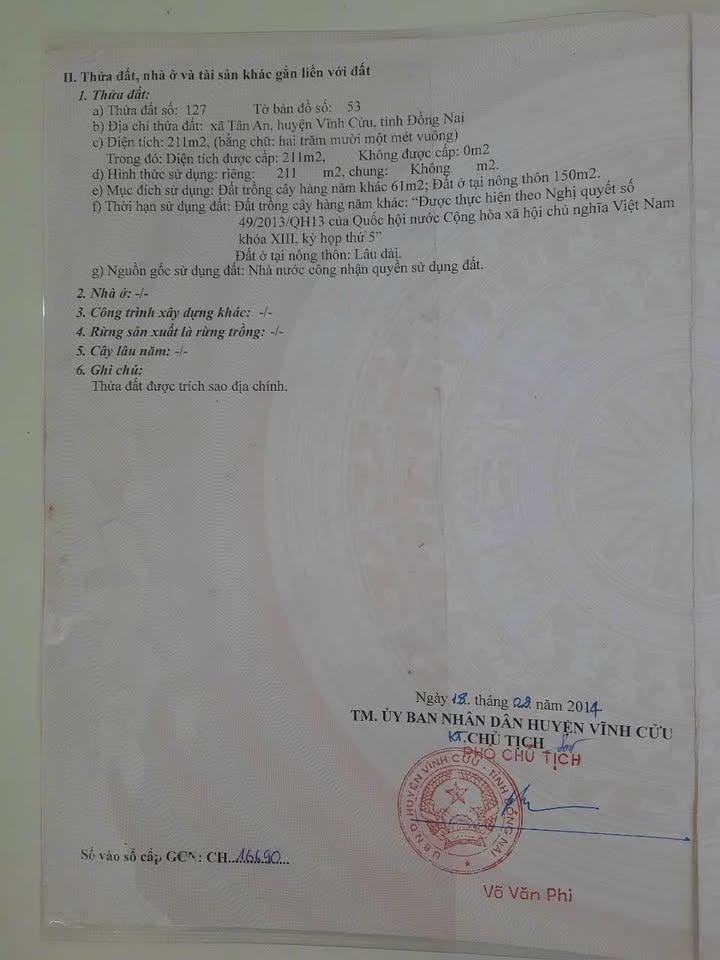 II. Thửa đất, nhà ở và tài sản khác gắn liền với đất
1. Thửa đất:
a) Thửa đất số: 127 Tờ bản đồ số: 53
b) Địa chỉ thửa đất: xã Tân An, huyện Vĩnh Cửu, tỉnh Đồng Nai
c) Diện tích: 211m2, (bằng chữ: hai trăm mười một mét vuông)
Trong đó: Diện tích được cấp: 211m2, Không được cấp: 0m2
d) Hình thức sử dụng: riêng: 211 m2, chung: Không m2.
e) Mục đích sử dụng: Đất trồng cây hàng năm khác 61m2; Đất ở tại nông thôn 150m2.
f) Thời hạn sử dụng đất: Đất trồng cây hàng năm khác: “Được thực hiện theo Nghị quyết số
49/2013/QH13 của Quốc hội nước Cộng hòa xã hội chủ nghĩa Việt Nam
khóa XIII, kỳ họp thứ 5”
Đất ở tại nông thôn: Lâu dài.
g) Nguồn gốc sử dụng đất: Nhà nước công nhận quyền sử dụng đất.
2. Nhà ở: -/-
3. Công trình xây dựng khác: -/-
4. Rừng sản xuất là rừng trồng: -/-
5. Cây lâu năm: -/-
6. Ghi chú:
Thửa đất được trích sao địa chính.
Ngày 18. tháng 02. năm 2014
TM. ỦY BAN NHÂN DÂN HUYỆN VĨNH CỬU
KT.CHỦ TỊCH
PHÓ CHỦ TỊCH
U.B.N.D HUYỆN VĨNH CỬU - TỈNH ĐỒNG NAI
Số vào sổ cấp GCN: CH..16690...
Võ Văn Phi